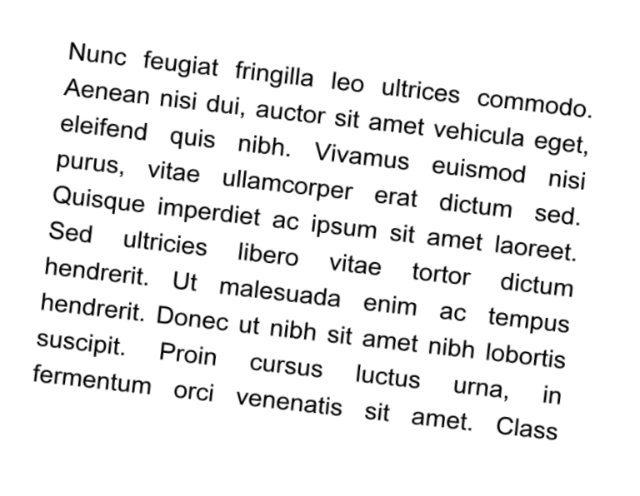 Nunc feugiat fringilla leo ultrices commodo.
Aenean nisi dui, auctor sit amet vehicula eget,
eleifend quis nibh. Vivamus euismod nisi
purus, vitae ullamcorper erat dictum sed.
Quisque imperdiet ac ipsum sit amet laoreet.
Sed ultricies libero vitae tortor dictum
hendrerit. Ut malesuada enim ac tempus
hendrerit. Donec ut nibh sit amet nibh lobortis
suscipit. Proin cursus luctus urna, in
fermentum orci venenatis sit amet. Class